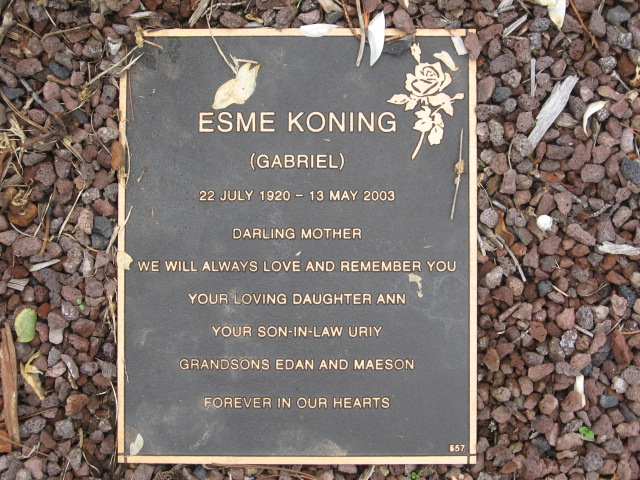 ESME KONING
(GABRIEL)
22 JULY 1920 – 13 MAY 2003
DARLING MOTHER
WE WILL ALWAYS LOVE AND REMEMBER YOU
YOUR LOVING DAUGHTER ANN
YOUR SON-IN-LAW URIY
GRANDSONS EDAN AND MAESON
FOREVER IN OUR HEARTS
557